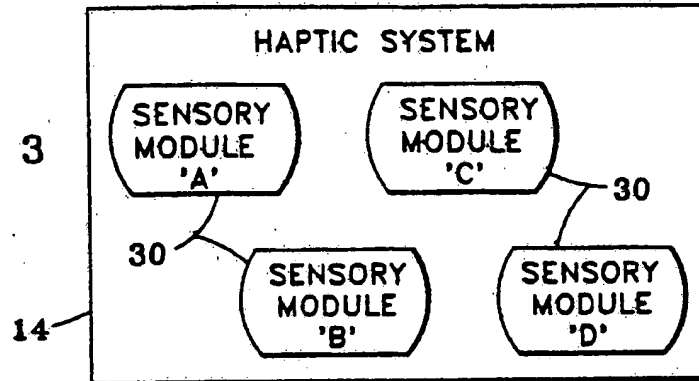 HAPTIC SYSTEM
SENSORY
MODULE
'A'
SENSORY
MODULE
'C'
3
30
30
SENSORY
MODULE
'B'
SENSORY
MODULE
'D'
14